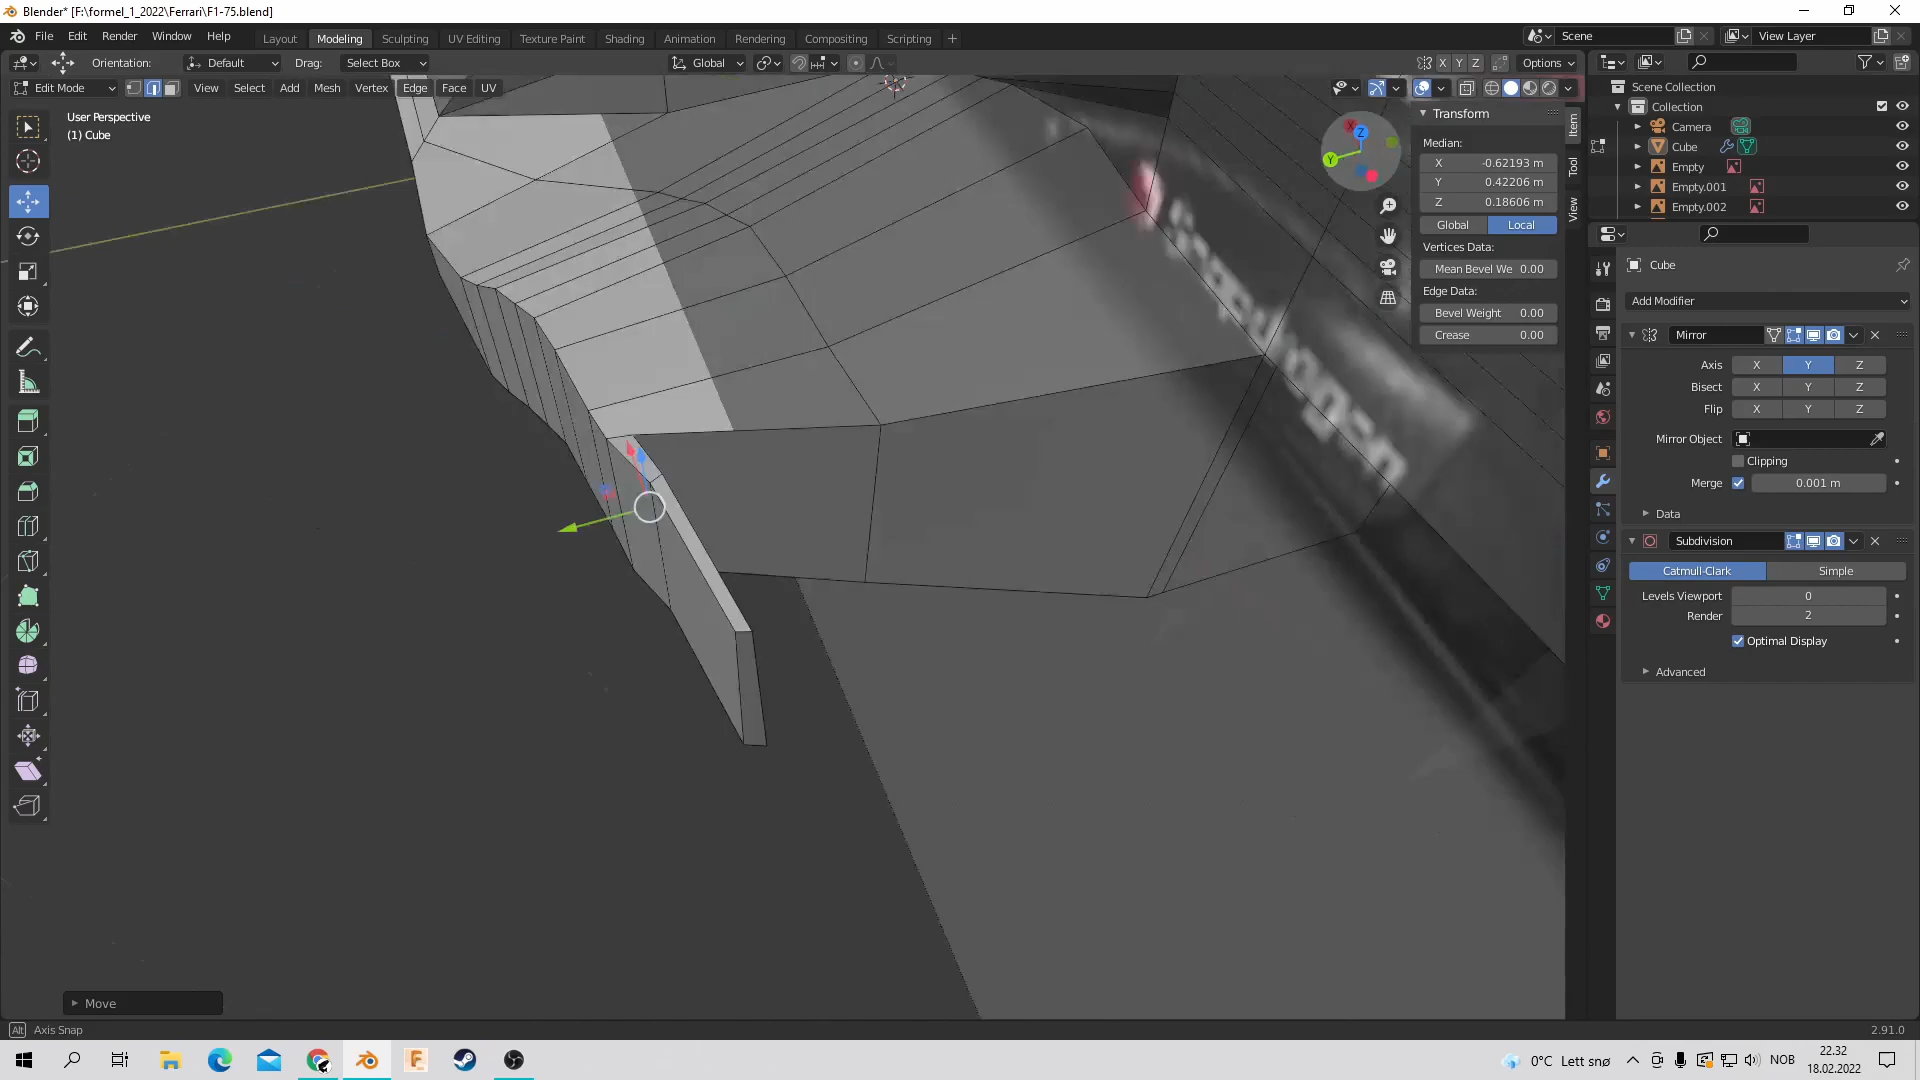 Blender* [F:\formel_1_2022\Ferrari\F1-75.blend]
File Edit Render Window Help Layout Modeling Sculpting UV Editing Texture Paint Shading Animation Rendering Compositing Scripting + Scene View Layer
Orientation: Default Drag: Select Box Global X Y Z Options
Edit Mode View Select Add Mesh Vertex Edge Face UV
User Perspective
(1) Cube
Transform
Median:
X -0.62193 m
Y 0.42206 m
Z 0.18606 m
Global Local
Vertices Data:
Mean Bevel We 0.00
Edge Data:
Bevel Weight 0.00
Crease 0.00
Item
Tool
View
X
Z
Y
Scene Collection
Collection
Camera
Cube
Empty
Empty.001
Empty.002
Cube
Add Modifier
Mirror
Axis X Y Z
Bisect X Y Z
Flip X Y Z
Mirror Object
Clipping
Merge 0.001 m
Data
Subdivision
Catmull-Clark Simple
Levels Viewport 0
Render 2
Optimal Display
Advanced
Move
Alt Axis Snap
2.91.0
0°C Lett snø NOB 22.32
18.02.2022